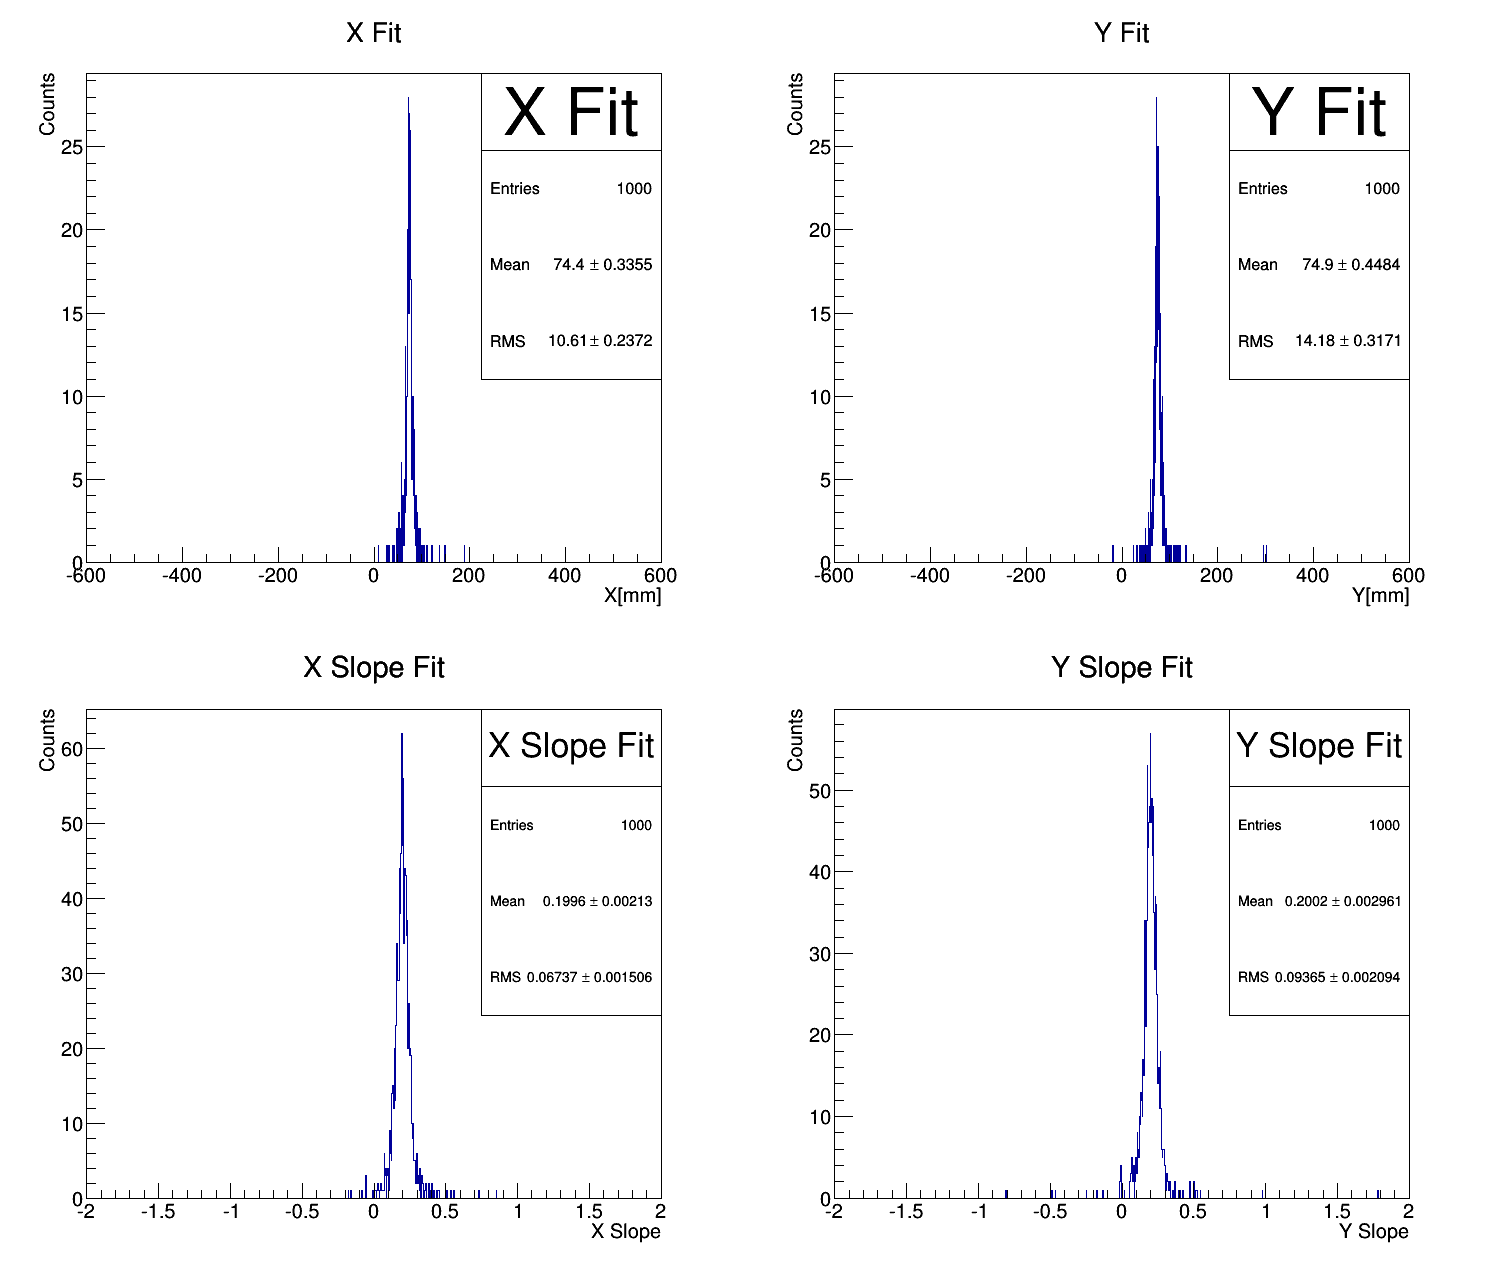 X Fit
Counts
25
20
15
10
5
0
-600 -400 -200 0 200 400 600
X[mm]
X Fit
Entries 1000
Mean 74.4 ± 0.3355
RMS 10.61 ± 0.2372
Y Fit
Counts
25
20
15
10
5
0
-600 -400 -200 0 200 400 600
Y[mm]
Y Fit
Entries 1000
Mean 74.9 ± 0.4484
RMS 14.18 ± 0.3171
X Slope Fit
Counts
60
50
40
30
20
10
0
-2 -1.5 -1 -0.5 0 0.5 1 1.5 2
X Slope
X Slope Fit
Entries 1000
Mean 0.1996 ± 0.00213
RMS 0.06737 ± 0.001506
Y Slope Fit
Counts
50
40
30
20
10
0
-2 -1.5 -1 -0.5 0 0.5 1 1.5 2
Y Slope
Y Slope Fit
Entries 1000
Mean 0.2002 ± 0.002961
RMS 0.09365 ± 0.002094